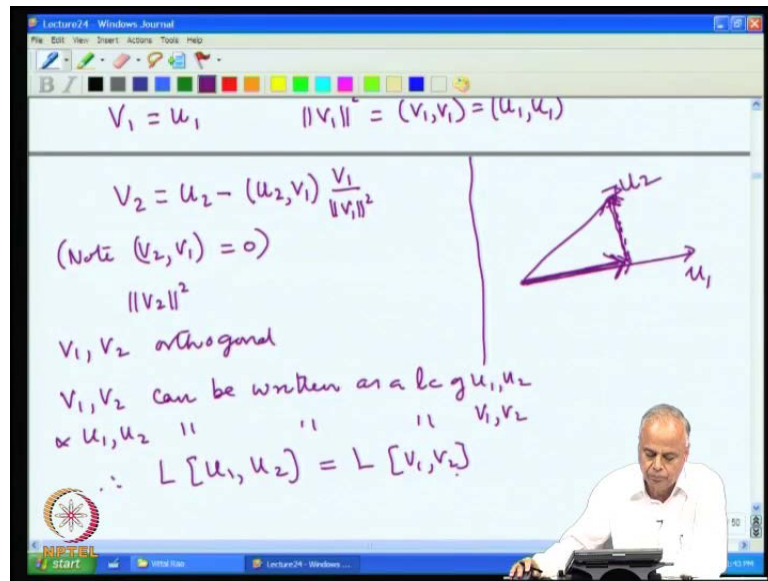 Lecture24 - Windows Journal
File Edit View Insert Actions Tools Help
B I
V₁ = u₁ ||V₁||² = (V₁,V₁) = (u₁,u₁)
V₂ = u₂ - (u₂,V₁) V₁/||V₁||²
u₂
u₁
(Note (V₂,V₁) = 0)
||V₂||²
V₁, V₂ orthogonal
V₁, V₂ can be written as a lc of u₁, u₂
& u₁, u₂ " " " V₁, V₂
∴ L[u₁, u₂] = L[V₁, V₂]
NPTEL
start Vittal Rao Lecture24 - Windows ...